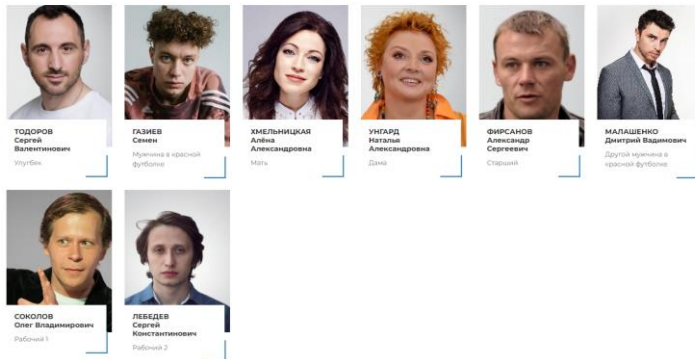 ТОДОРОВ
Сергей
Валентинович
Улугбек
ГАЗИЕВ
Семен
Мужчина в красной
футболке
ХМЕЛЬНИЦКАЯ
Алёна
Александровна
Мать
УНГАРД
Наталья
Александровна
Дама
ФИРСАНОВ
Александр
Сергеевич
Старший
МАЛАШЕНКО
Дмитрий Вадимович
Другой мужчина в
красной футболке
СОКОЛОВ
Олег Владимирович
Рабочий 1
ЛЕБЕДЕВ
Сергей
Константинович
Рабочий 2